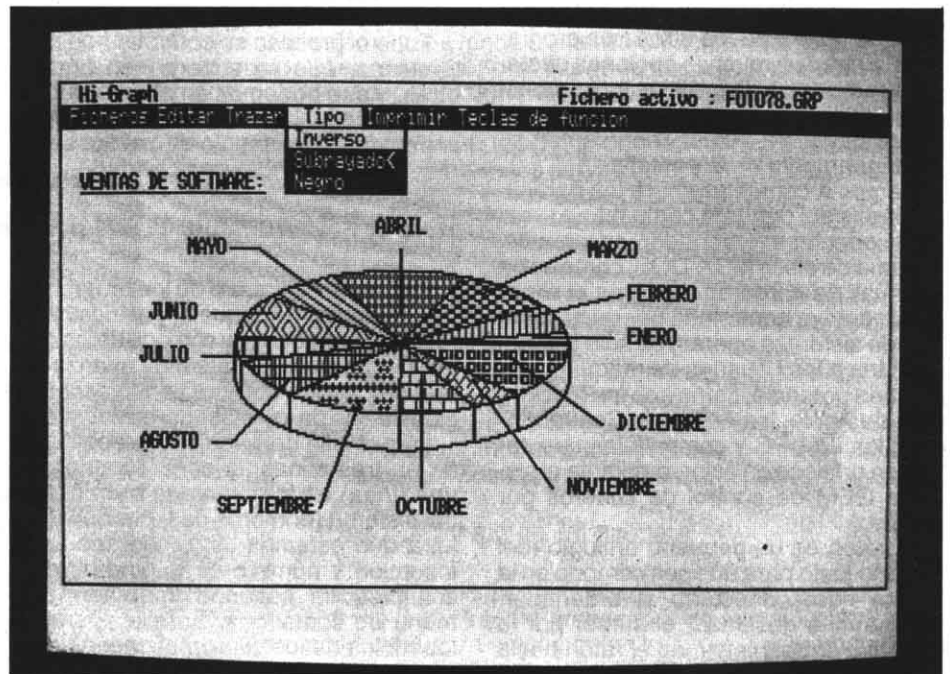 Hi-Graph Fichero activo : FOTO78.GRP
Ficheros Editar Trazar Tipo Imprimir Teclas de funcion
Inverso
Subrayado<
Negro
VENTAS DE SOFTWARE:
ABRIL
MAYO
MARZO
FEBRERO
JUNIO
ENERO
JULIO
DICIEMBRE
AGOSTO
NOVIEMBRE
SEPTIEMBRE
OCTUBRE